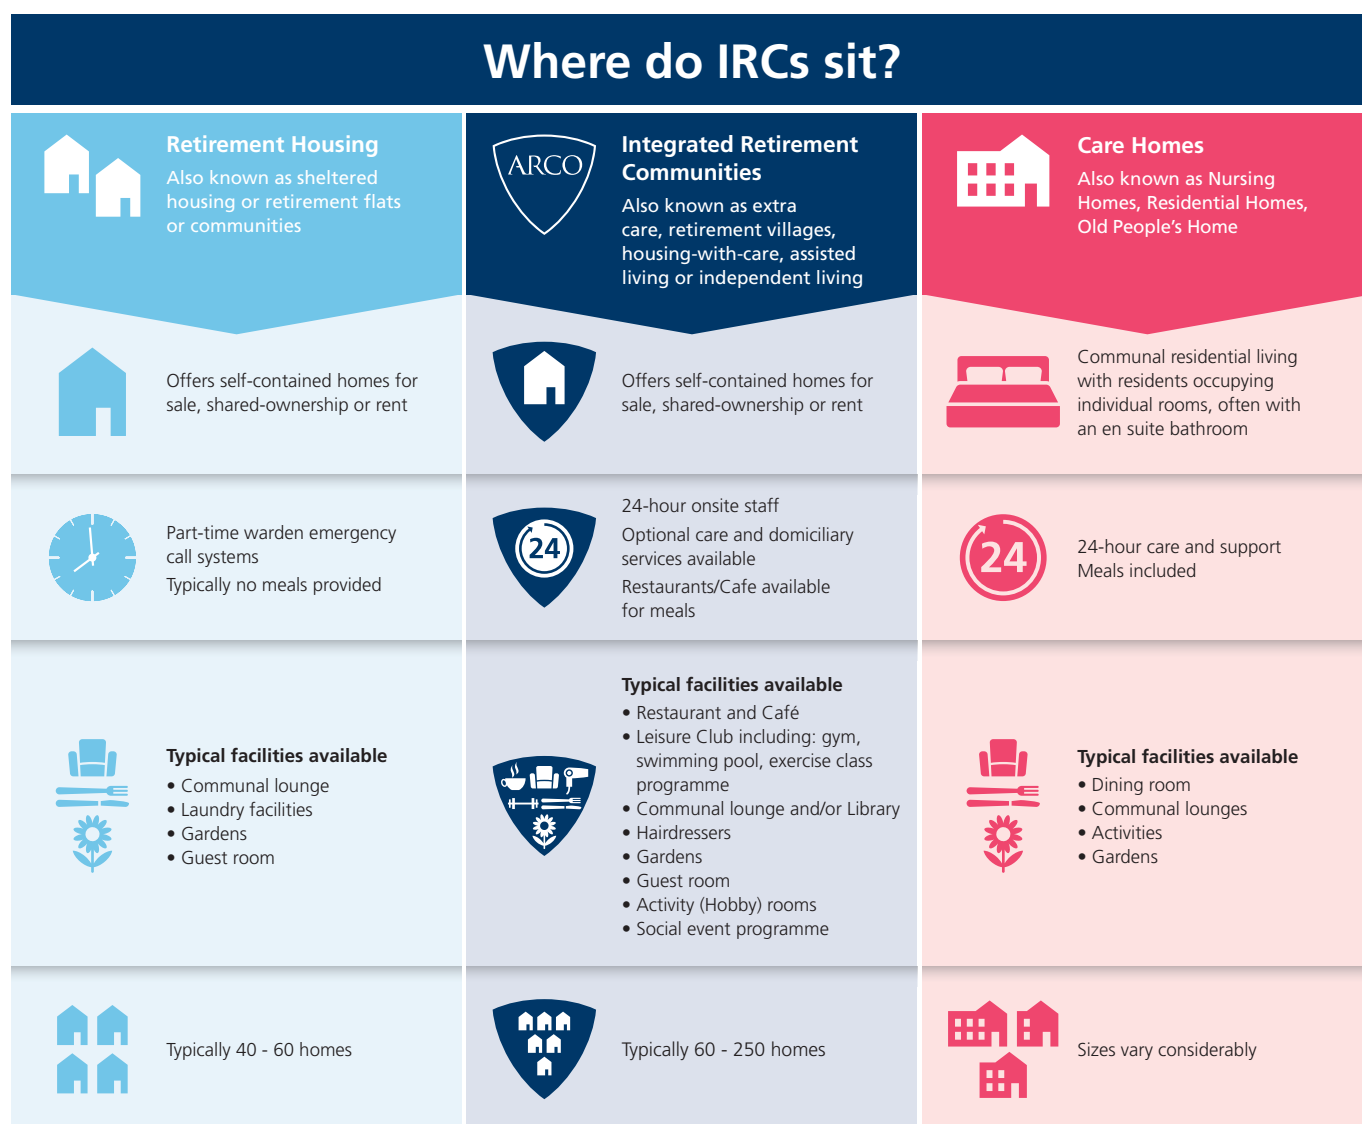 Where do IRCs sit?
Retirement Housing
Also known as sheltered
housing or retirement flats
or communities
Offers self-contained homes for
sale, shared-ownership or rent
Part-time warden emergency
call systems
Typically no meals provided
Typical facilities available
• Communal lounge
• Laundry facilities
• Gardens
• Guest room
Typically 40 - 60 homes
ARCO
Integrated Retirement
Communities
Also known as extra
care, retirement villages,
housing-with-care, assisted
living or independent living
Offers self-contained homes for
sale, shared-ownership or rent
24
24-hour onsite staff
Optional care and domiciliary
services available
Restaurants/Cafe available
for meals
Typical facilities available
• Restaurant and Café
• Leisure Club including: gym,
swimming pool, exercise class
programme
• Communal lounge and/or Library
• Hairdressers
• Gardens
• Guest room
• Activity (Hobby) rooms
• Social event programme
Typically 60 - 250 homes
Care Homes
Also known as Nursing
Homes, Residential Homes,
Old People’s Home
Communal residential living
with residents occupying
individual rooms, often with
an en suite bathroom
24
24-hour care and support
Meals included
Typical facilities available
• Dining room
• Communal lounges
• Activities
• Gardens
Sizes vary considerably